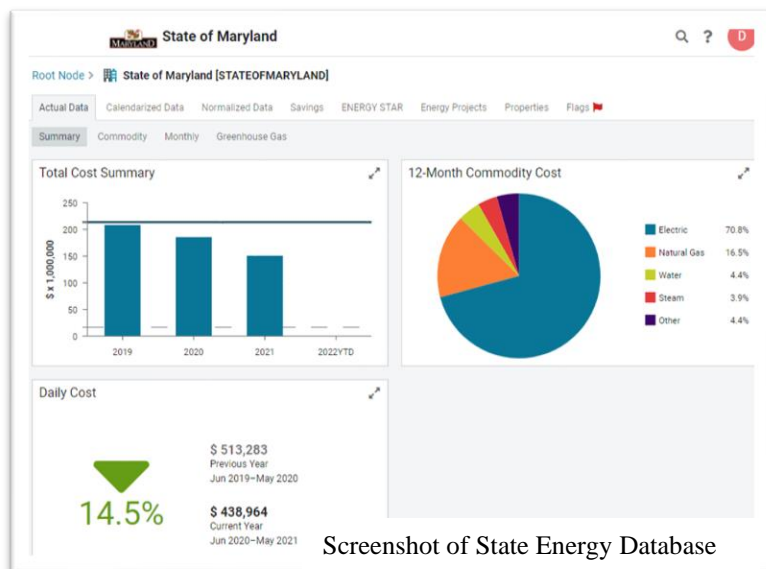 MARYLAND State of Maryland
? D
Root Node > State of Maryland [STATEOFMARYLAND]
Actual Data Calendarized Data Normalized Data Savings ENERGY STAR Energy Projects Properties Flags
Summary Commodity Monthly Greenhouse Gas
Total Cost Summary
250
200
150
100
50
0
$ x 1,000,000
2019 2020 2021 2022YTD
12-Month Commodity Cost
Electric 70.8%
Natural Gas 16.5%
Water 4.4%
Steam 3.9%
Other 4.4%
Daily Cost
14.5%
$ 513,283
Previous Year
Jun 2019–May 2020
$ 438,964
Current Year
Jun 2020–May 2021
Screenshot of State Energy Database